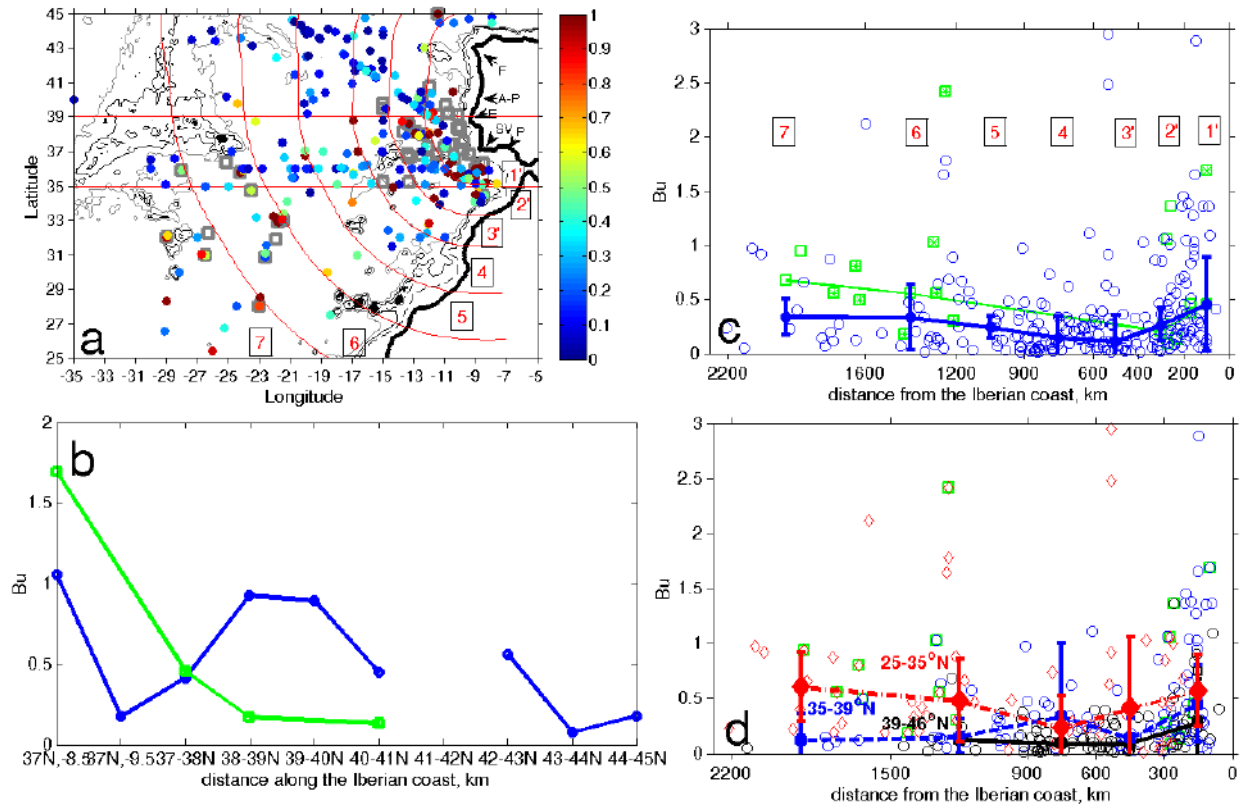 45
43
41
39
37
35
33
31
29
27
25
Latitude
a
-35 -33 -31 -29 -27 -25 -23 -21 -19 -17 -15 -13 -11 -9 -7 -5
Longitude
F
A-P
E
SV P
1'
2'
3'
4
5
6
7
1
0.9
0.8
0.7
0.6
0.5
0.4
0.3
0.2
0.1
0
3
2
1.5
1
0.5
0
Bu
7 6 5 4 3' 2' 1'
c
2200 1600 1200 900 600 400 200 0
distance from the Iberian coast, km
2
1.5
1
0.5
0
Bu
b
37N, -8.5 37N,-9.5 37-38N 38-39N 39-40N 40-41N 41-42N 42-43N 43-44N 44-45N
distance along the Iberian coast, km
3
2.5
2
1.5
1
0.5
0
Bu
25-35°N
35-39°N
39-46°N
d
2200 1500 900 600 300 0
distance from the Iberian coast, km